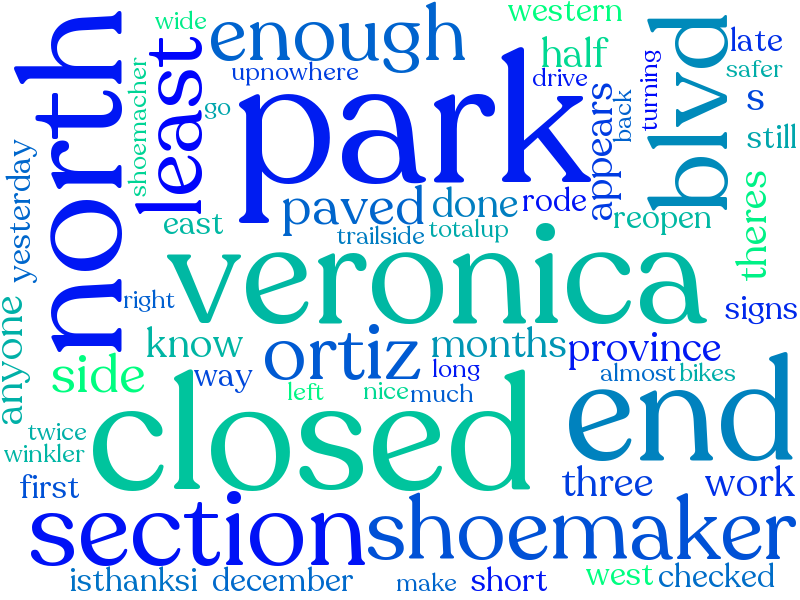 wide
western
enough
half
late
upnowhere
drive
safer
north
shoemacher
least
go
park
appears
back
turning
blvd
s
still
yesterday
paved
done
rode
reopen
theres
east
trailside
totalup
veronica
right
signs
anyone
know
ortiz
months
province
side
way
long
almost
bikes
left
nice
much
closed
end
twice
winkler
first
three
work
section
shoemaker
isthanksi
december
make
short
west
checked